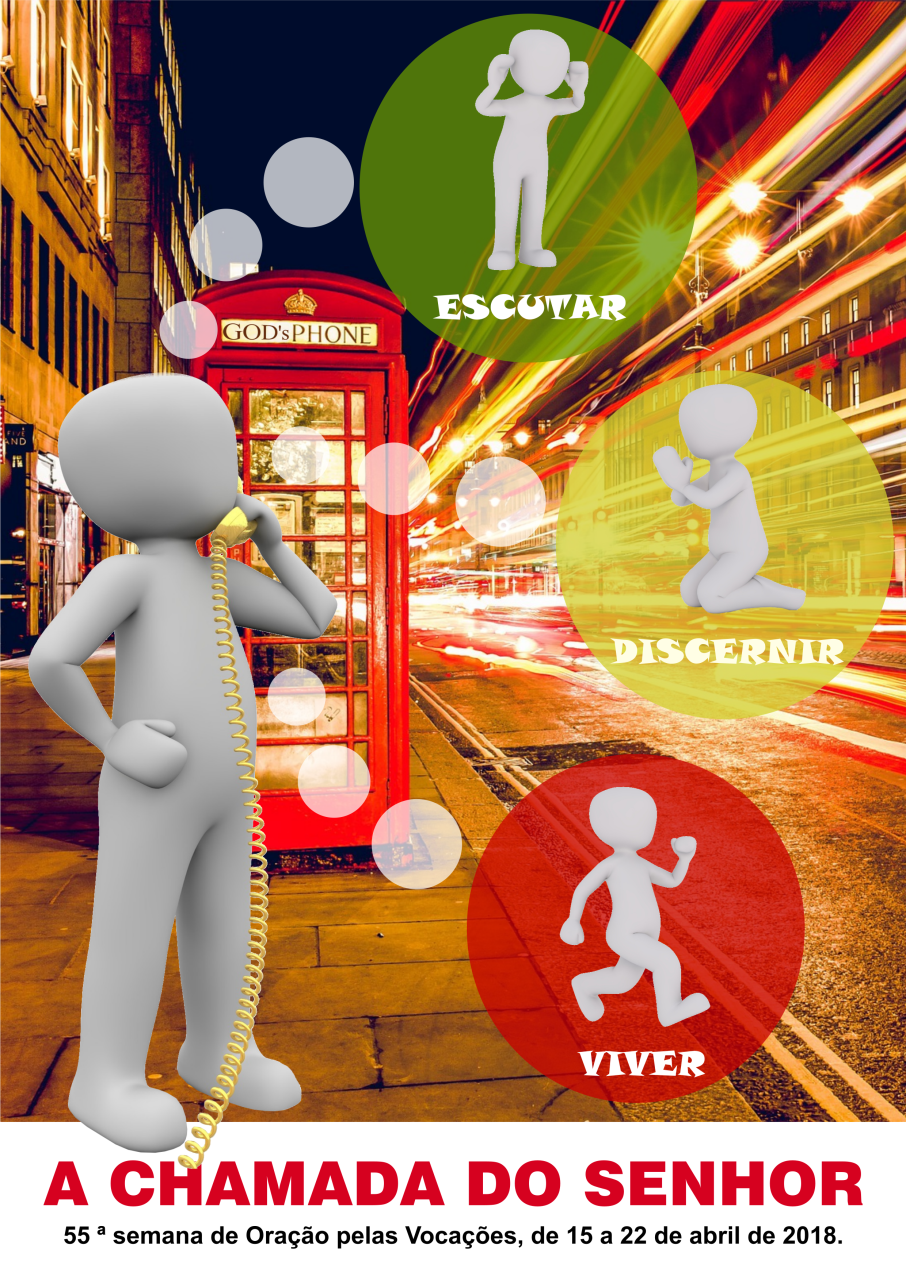 ESCUTAR
GOD'sPHONE
DISCERNIR
VIVER
A CHAMADA DO SENHOR
55 ª semana de Oração pelas Vocações, de 15 a 22 de abril de 2018.